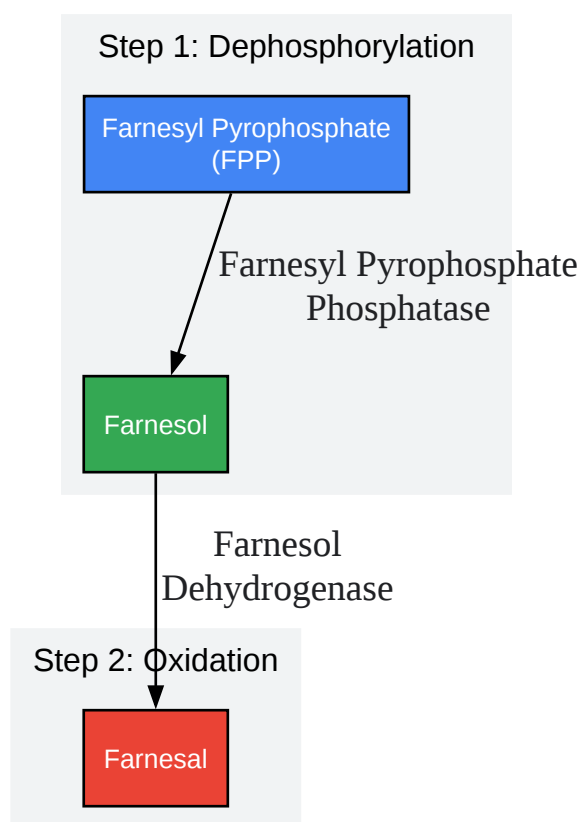 Step 1: Dephosphorylation
Farnesyl Pyrophosphate
(FPP)
Farnesyl Pyrophosphate
Phosphatase
Farnesol
Farnesol
Dehydrogenase
Step 2: Oxidation
Farnesal